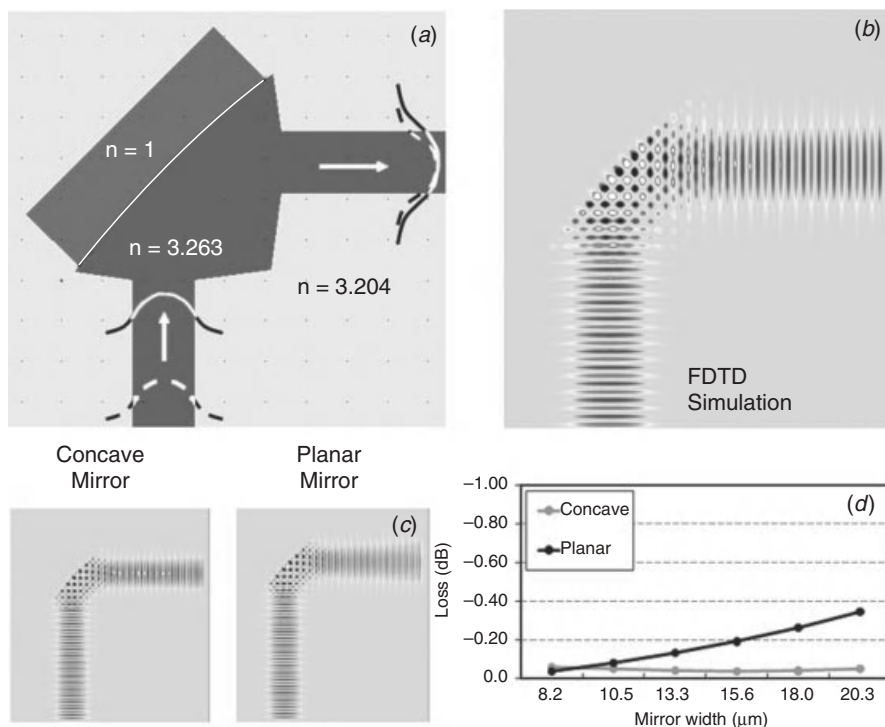 (a)
n = 1
n = 3.263
n = 3.204
(b)
FDTD
Simulation
Concave
Mirror
Planar
Mirror
(c)
(d)
Concave
Planar
Loss (dB)
–1.00
–0.80
–0.60
–0.40
–0.20
0.0
8.2 10.5 13.3 15.6 18.0 20.3
Mirror width (μm)